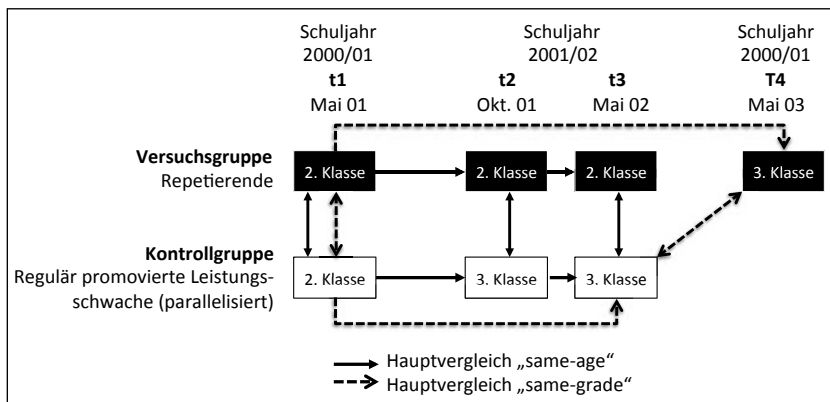 Schuljahr Schuljahr Schuljahr
2000/01 2001/02 2000/01
t1 t2 t3 T4
Mai 01 Okt. 01 Mai 02 Mai 03
Versuchsgruppe
Repetierende
2. Klasse 2. Klasse 2. Klasse 3. Klasse
Kontrollgruppe
Regulär promovierte Leistungs-
schwache (parallelisiert)
2. Klasse 3. Klasse 3. Klasse
Hauptvergleich „same-age“
Hauptvergleich „same-grade“